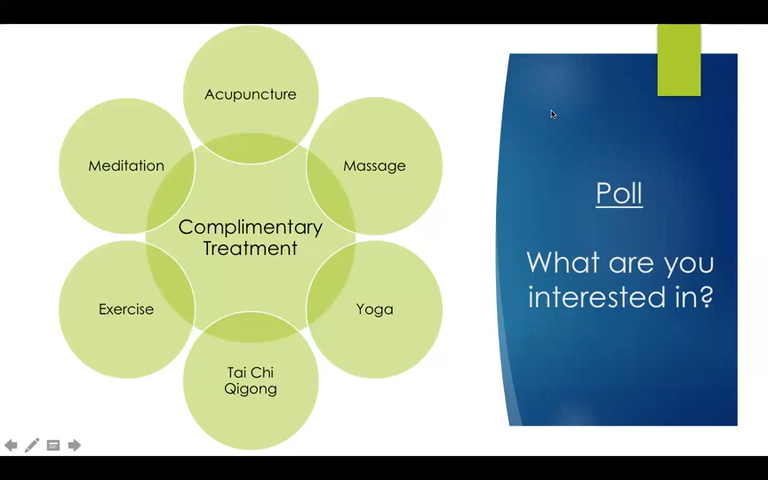 Acupuncture
Meditation
Massage
Complimentary
Treatment
Exercise
Yoga
Tai Chi
Qigong
Poll
What are you
interested in?